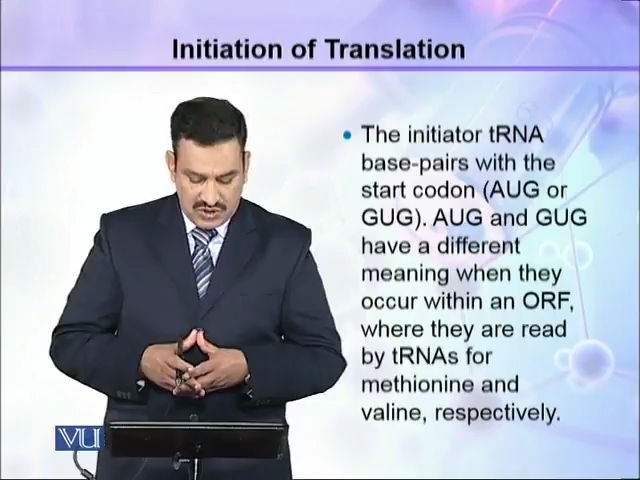 Initiation of Translation
• The initiator tRNA
base-pairs with the
start codon (AUG or
GUG). AUG and GUG
have a different
meaning when they
occur within an ORF,
where they are read
by tRNAs for
methionine and
valine, respectively.
VU